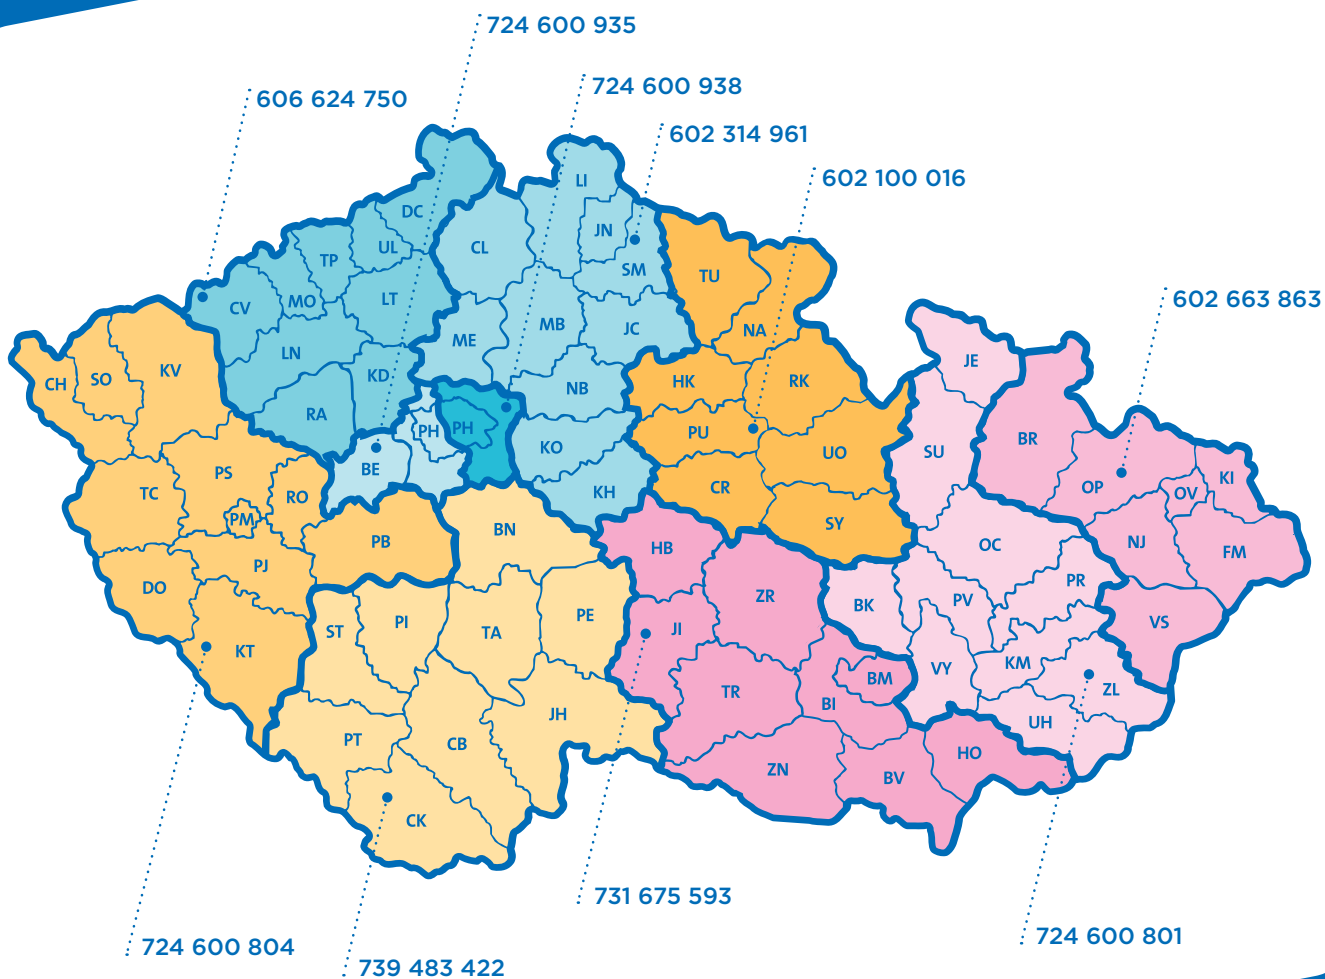 724 600 935
724 600 938
606 624 750
602 314 961
602 100 016
602 663 863
LI
DC
JN
UL
CL
TP
SM
TU
LT
MO
CV
MB
JC
NA
ME
LN
JE
KV
KD
SO
CH
HK
RK
NB
RA
PH
PH
PU
BR
KO
UO
SU
BE
PS
KI
OP
CR
TC
RO
KH
OV
PM
SY
BN
PB
NJ
OC
HB
FM
PJ
PR
DO
ZR
PV
BK
PE
PI
VS
JI
ST
TA
KT
KM
VY
BM
ZL
TR
BI
JH
UH
PT
CB
HO
ZN
BV
CK
731 675 593
724 600 801
724 600 804
739 483 422